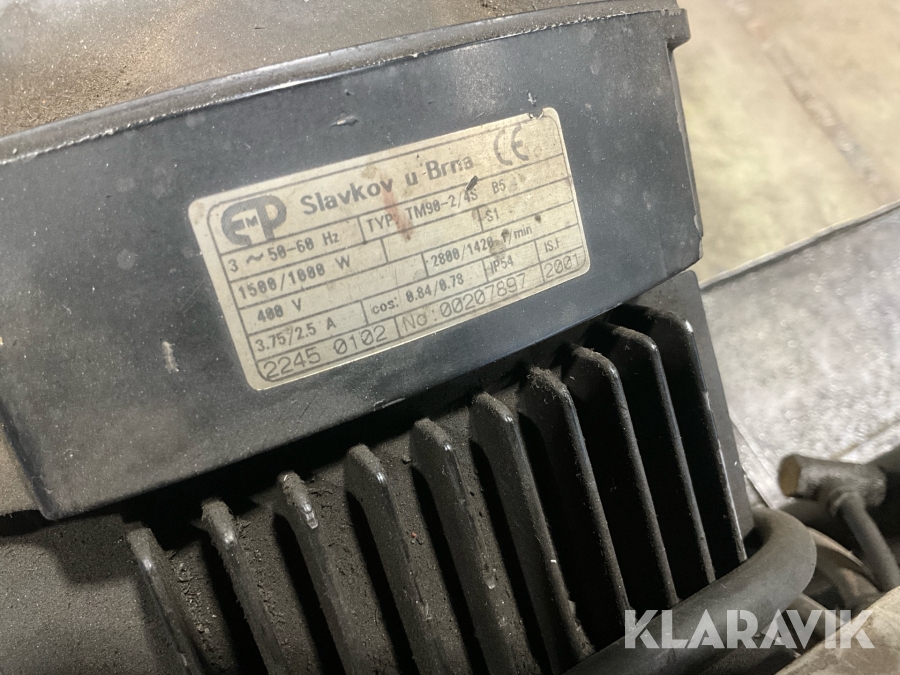 EMP Slavkov u Brna CE
3 ~ 50-60 Hz TYP: TM90-2/4S B5
1500/1000 W S1
400 V 2800/1420 r/min
3.75/2.5 A cos: 0.84/0.78 IP54 IS.F
2245 0102 No: 00207897 2001
KLARAVIK